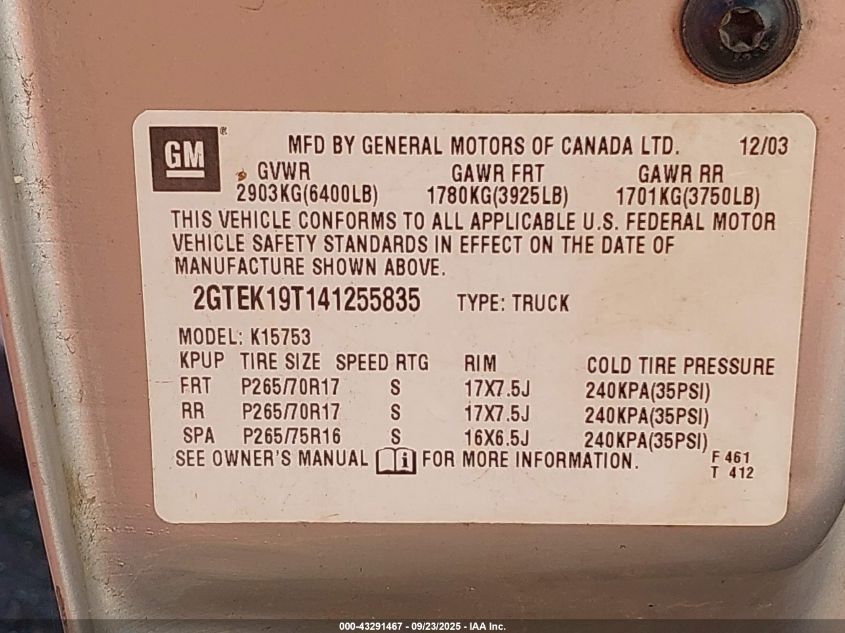 GM ® MFD BY GENERAL MOTORS OF CANADA LTD. 12/03
GVWR GAWR FRT GAWR RR
2903KG(6400LB) 1780KG(3925LB) 1701KG(3750LB)
THIS VEHICLE CONFORMS TO ALL APPLICABLE U.S. FEDERAL MOTOR
VEHICLE SAFETY STANDARDS IN EFFECT ON THE DATE OF
MANUFACTURE SHOWN ABOVE.
2GTEK19T141255835 TYPE: TRUCK
MODEL: K15753
KPUP TIRE SIZE SPEED RTG RIM COLD TIRE PRESSURE
FRT P265/70R17 S 17X7.5J 240KPA(35PSI)
RR P265/70R17 S 17X7.5J 240KPA(35PSI)
SPA P265/75R16 S 16X6.5J 240KPA(35PSI)
SEE OWNER'S MANUAL i FOR MORE INFORMATION. F 461
T 412
000-43291467 - 09/23/2025 - IAA Inc.